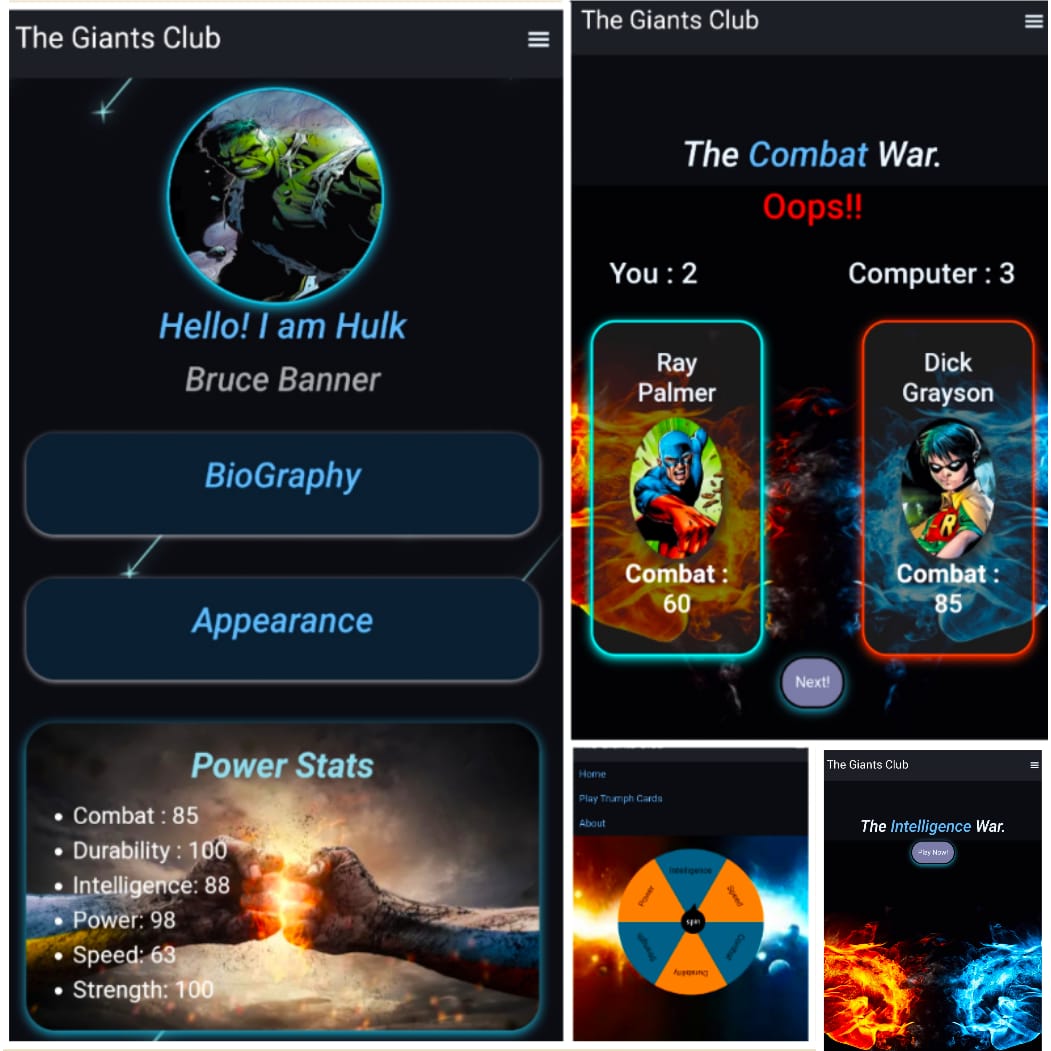 The Giants Club
Hello! I am Hulk
Bruce Banner
BioGraphy
Appearance
Power Stats
Combat : 85
Durability : 100
Intelligence: 88
Power: 98
Speed: 63
Strength: 100
The Giants Club
The Combat War.
Oops!!
You : 2
Computer : 3
Ray
Palmer
Dick
Grayson
R
Combat :
60
Combat :
85
Next!
Home
Play Trumph Cards
About
Intelligence
Speed
Combat
Durability
Strength
Power
spin
The Giants Club
The Intelligence War.
Play Now!